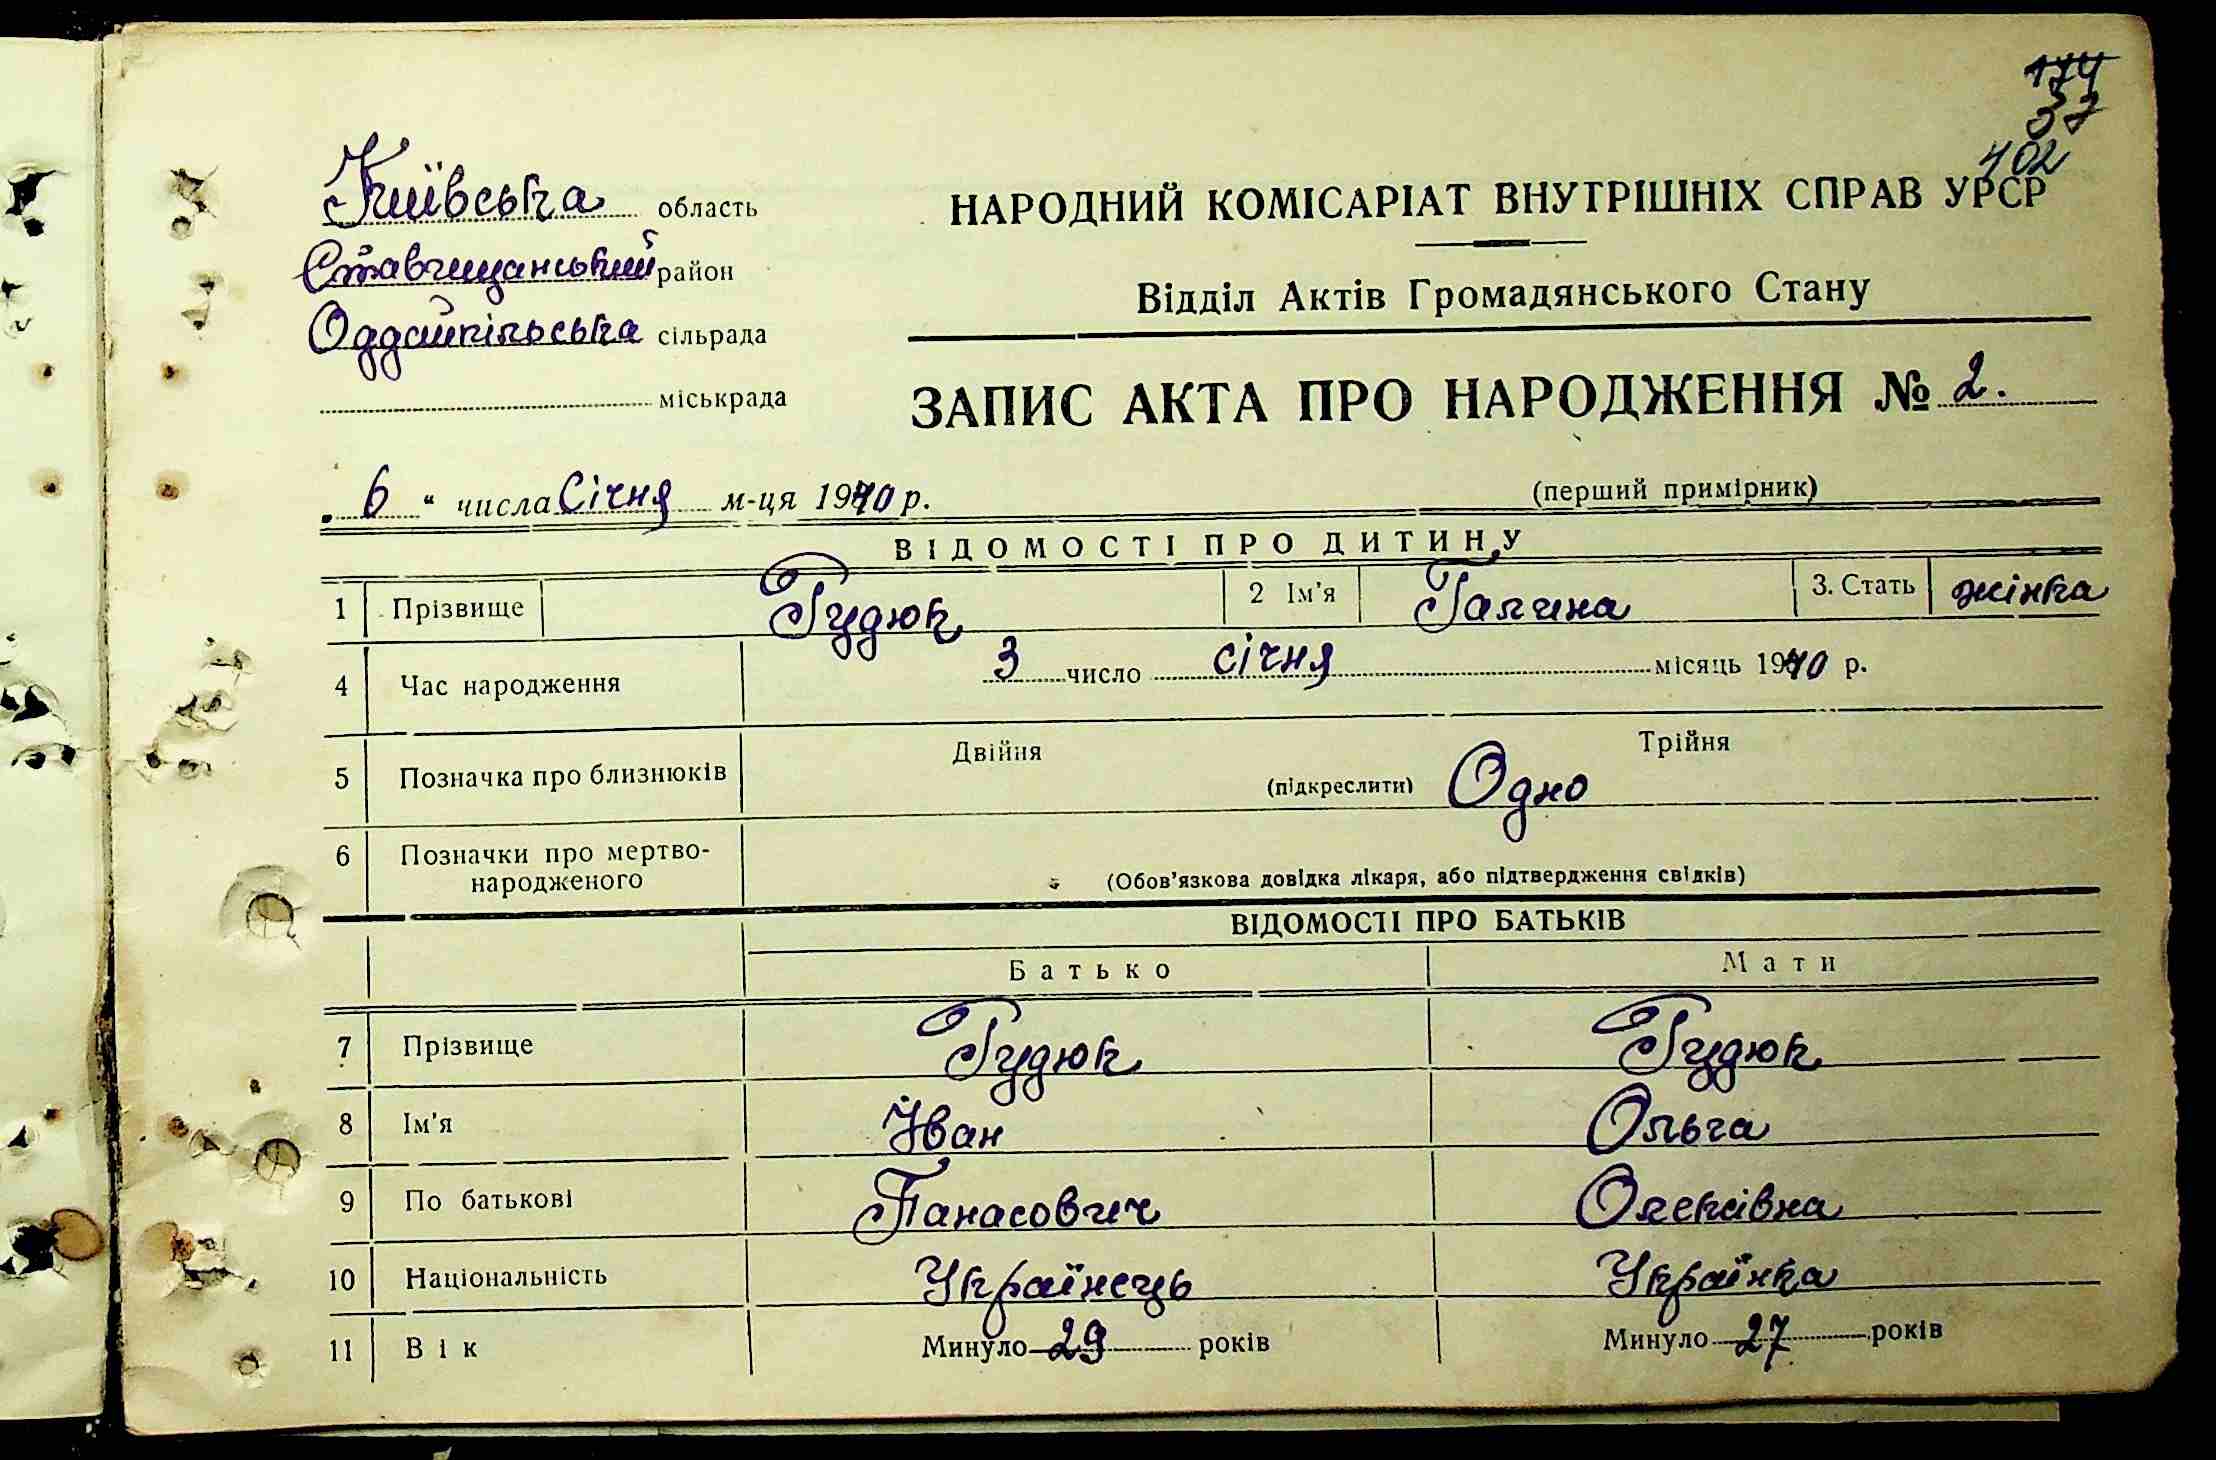 174
37
402
Київська область
Ставищанський район
Оддайпільська сільрада
міськрада
НАРОДНИЙ КОМІСАРІАТ ВНУТРІШНІХ СПРАВ УРСР
Відділ Актів Громадянського Стану
ЗАПИС АКТА ПРО НАРОДЖЕННЯ № 2.
„ 6 “ числа Січня м-ця 1940 р.
(перший примірник)
ВІДОМОСТІ ПРО ДИТИНУ
1 Прізвище Гудюк 2 Ім'я Галина 3. Стать жінка
4 Час народження 3 число січня місяць 1940 р.
5 Позначка про близнюків Двійня (підкреслити) Одно Трійня
6 Позначки про мертво-
народженого (Обов'язкова довідка лікаря, або підтвердження свідків)
ВІДОМОСТІ ПРО БАТЬКІВ
Батько Мати
7 Прізвище Гудюк Гудюк
8 Ім'я Іван Ольга
9 По батькові Панасович Олексівна
10 Національність Українець Українка
11 Вік Минуло 29 років Минуло 27 років